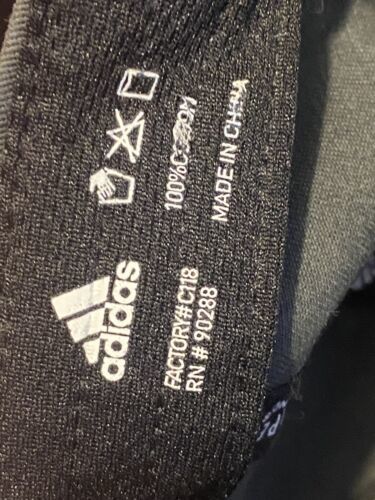 adidas
FACTORY# C118
RN # 90288
100%COTTON
MADE IN CHINA